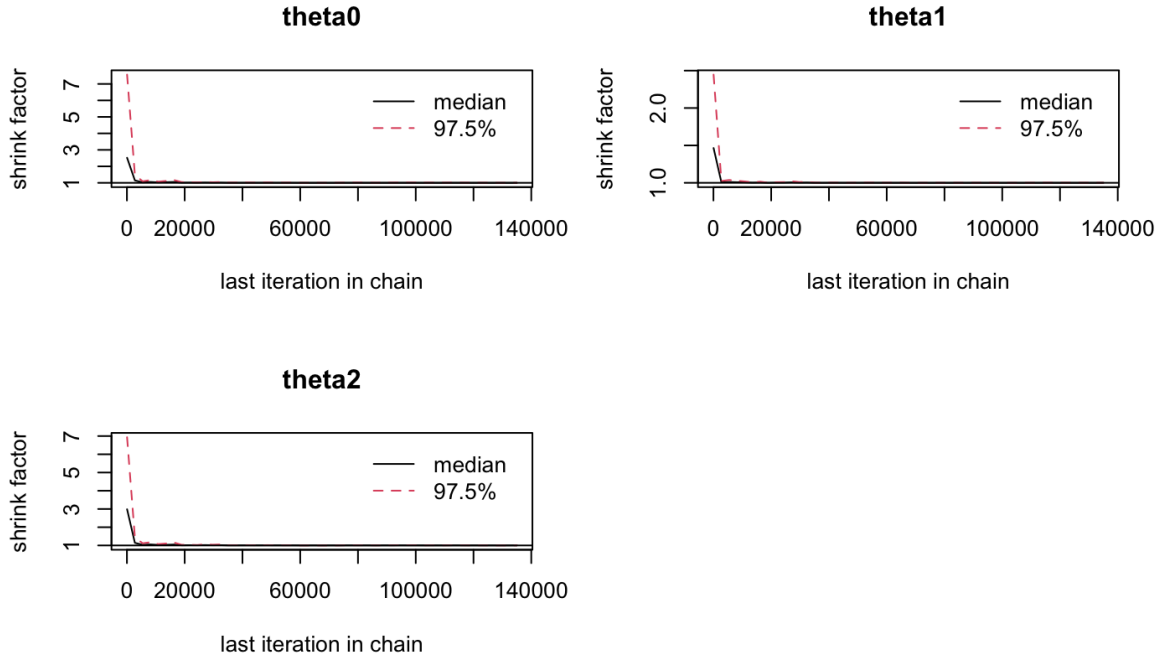 theta0
shrink factor
7
5
3
1
median
97.5%
0 20000 60000 100000 140000
last iteration in chain
theta1
shrink factor
2.0
1.0
median
97.5%
0 20000 60000 100000 140000
last iteration in chain
theta2
shrink factor
7
5
3
1
median
97.5%
0 20000 60000 100000 140000
last iteration in chain